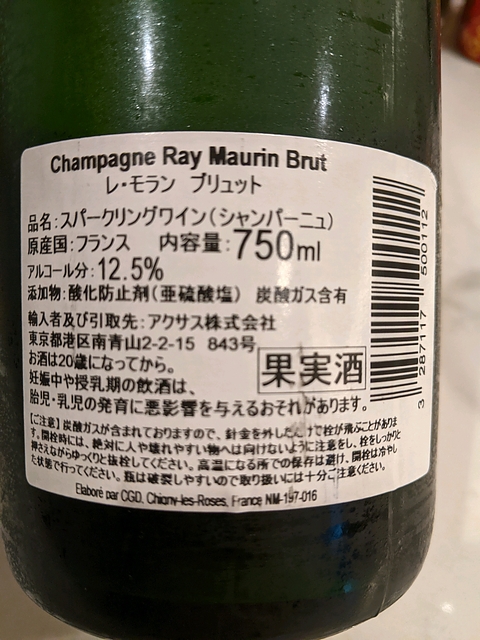 Champagne Ray Maurin Brut
レ・モラン ブリュット
品名：スパークリングワイン（シャンパーニュ）
原産国：フランス 内容量：750ml
アルコール分：12.5%
添加物：酸化防止剤（亜硫酸塩） 炭酸ガス含有
輸入者及び引取先：アクサス株式会社
東京都港区南青山2-2-15 843号
お酒は20歳になってから。
妊娠中や授乳期の飲酒は、
胎児・乳児の発育に悪影響を与えるおそれがあります。
果実酒
【ご注意】炭酸ガスが含まれておりますので、針金を外しただけで栓が飛ぶことがありま
す。開栓時には、絶対に人や壊れやすい物へは向けないように注意をし、栓をしっかりと
押さえながらゆっくりと抜栓してください。高温になる所での保存は避け、開栓は冷やし
た状態で行ってください。瓶は破裂しやすいので取り扱いには十分ご注意ください。
Elaboré par CGD, Chigny-les-Roses, France NM-197-016
3 287117 500112